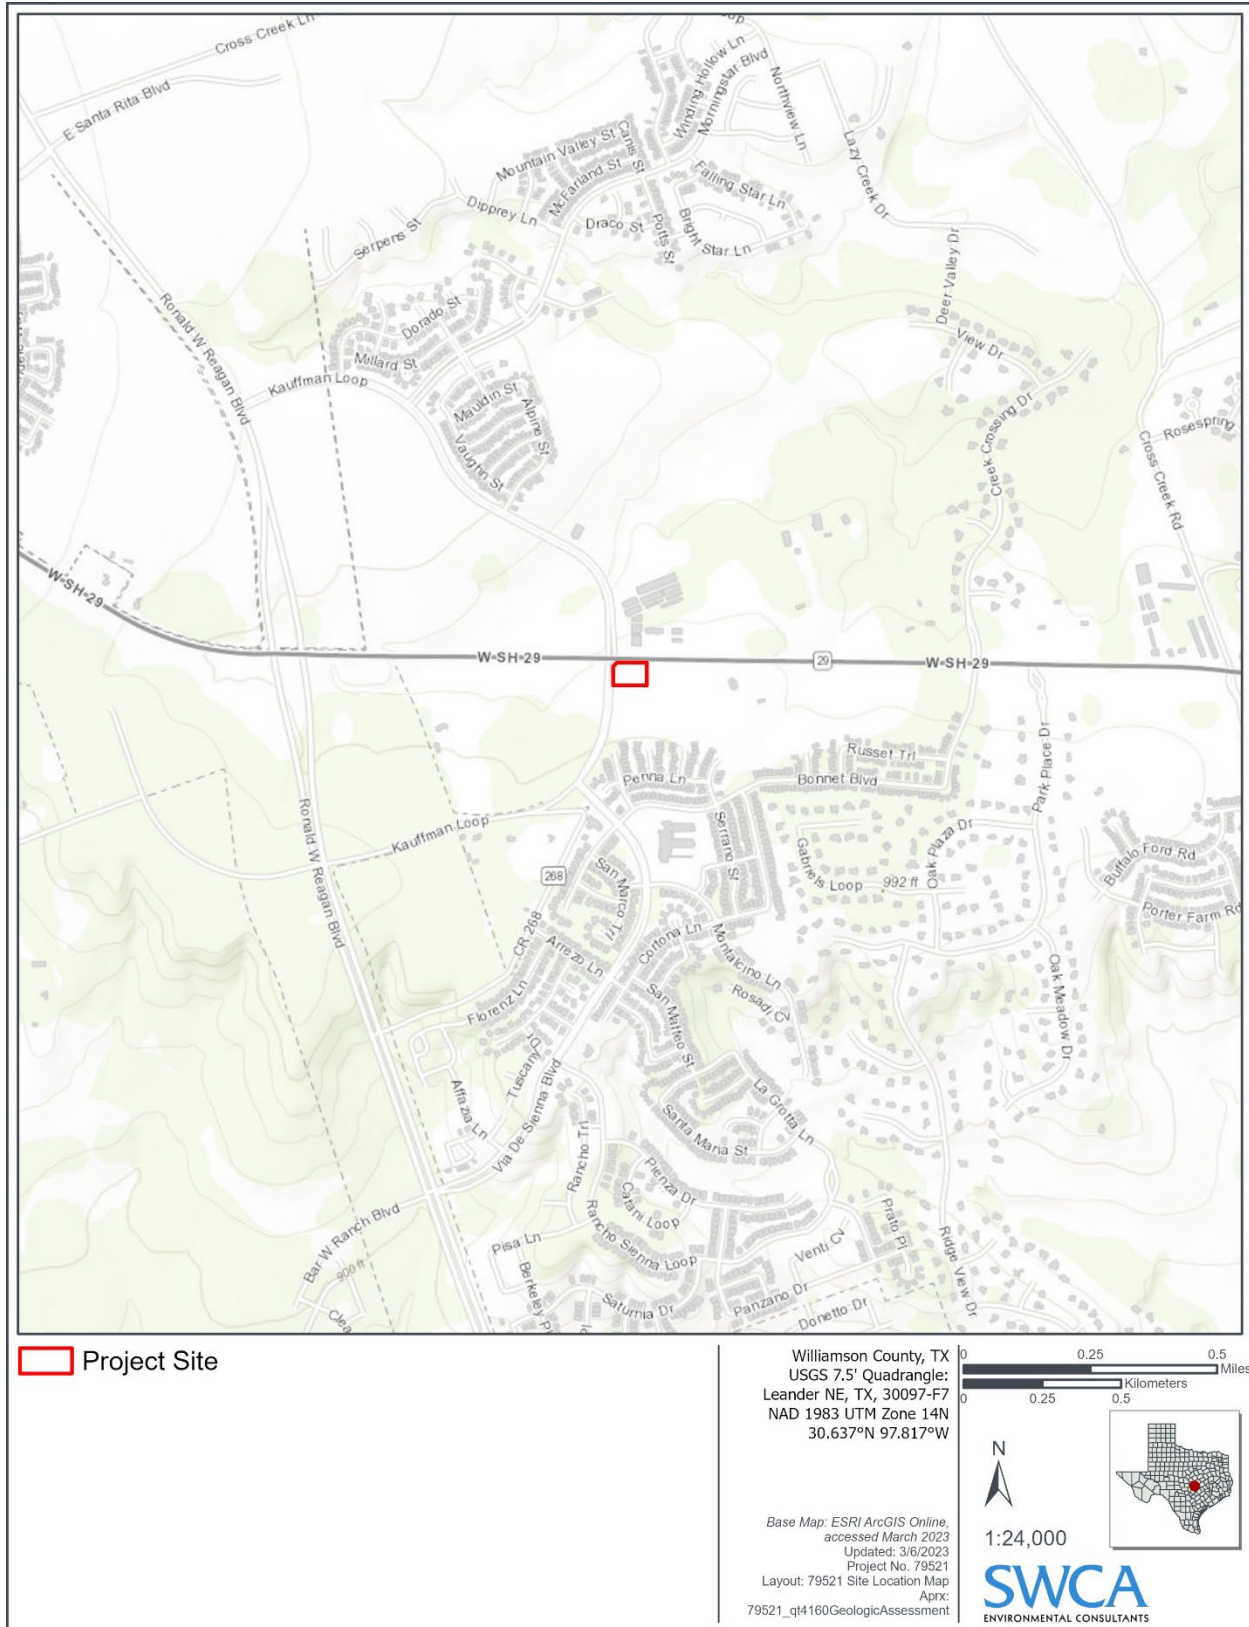 Cross Creek Ln
E Santa Rita Blvd
Winding Hollow Ln
Morningstar Blvd
Northview Ln
Lazy Creek Dr
Mountain Valley St
Canis St
McFarland St
Falling Star Ln
Dipprey Ln
Draco St
Potts St
Bright Star Ln
Serpens St
Deer Valley Dr
View Dr
Dorado St
Ronald W Reagan Blvd
Millard St
Kauffman Loop
Mauldin St
Alpine St
Vaughn St
Creek Crossing Dr
Rosespring
Cross Creek Rd
W-SH-29
W-SH-29
29
W-SH-29
Russet Trl
Penna Ln
Bonnet Blvd
Park Place Dr
Ronald W Reagan Blvd
Kauffman Loop
Serrano St
Gabriels Loop
992 ft
Oak Plaza Dr
Buffalo Ford Rd
Porter Farm Rd
268
San Marco Trl
CR 268
Arrezo Ln
Cortona Ln
Montalcino Ln
Rosadi Cv
Oak Meadow Dr
Florenz Ln
San Matteo St
Tuscany Dr
Affazia Ln
Via De Sienna Blvd
La Grotta Ln
Santa Maria St
Rancho Trl
Pienza Dr
Catani Loop
Bar W Ranch Blvd
900 ft
Pisa Ln
Rancho Sienna Loop
Venti Cv
Prato Pl
Ridge View Dr
Berkeley Pl
Saturnia Dr
Panzano Dr
Donetto Dr
Clea
Project Site
Williamson County, TX
USGS 7.5' Quadrangle:
Leander NE, TX, 30097-F7
NAD 1983 UTM Zone 14N
30.637°N 97.817°W
Base Map: ESRI ArcGIS Online,
accessed March 2023
Updated: 3/6/2023
Project No. 79521
Layout: 79521 Site Location Map
Aprx:
79521_qt4160GeologicAssessment
0 0.25 0.5
Miles
Kilometers
0 0.25 0.5
N
1:24,000
SWCA
ENVIRONMENTAL CONSULTANTS